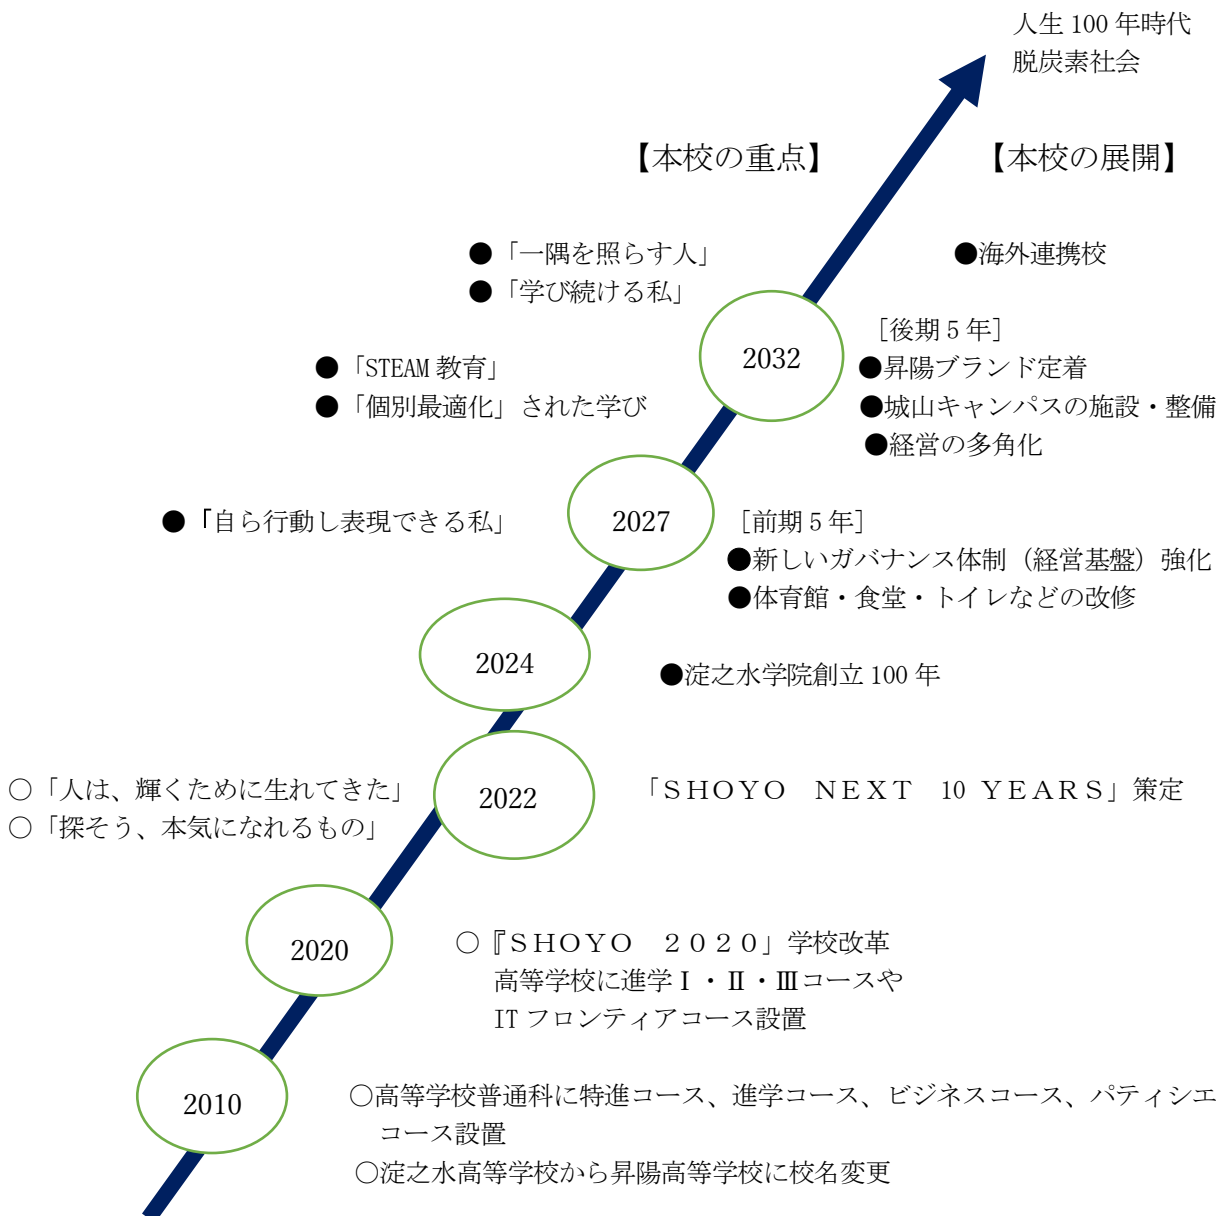 人生 100 年時代
脱炭素社会
【本校の重点】 【本校の展開】
●「一隅を照らす人」 ●海外連携校
●「学び続ける私」
2032
［後期 5 年］
●「STEAM 教育」 ●昇陽ブランド定着
●「個別最適化」された学び ●城山キャンパスの施設・整備
●経営の多角化
●「自ら行動し表現できる私」 2027 ［前期 5 年］
●新しいガバナンス体制（経営基盤）強化
●体育館・食堂・トイレなどの改修
2024 ●淀之水学院創立 100 年
○「人は、輝くために生れてきた」 2022 「ＳＨＯＹＯ　ＮＥＸＴ　10 ＹＥＡＲＳ」策定
○「探そう、本気になれるもの」
2020 ○『ＳＨＯＹＯ　２０２０」学校改革
高等学校に進学Ⅰ・Ⅱ・Ⅲコースや
IT フロンティアコース設置
2010 ○高等学校普通科に特進コース、進学コース、ビジネスコース、パティシエ
コース設置
○淀之水高等学校から昇陽高等学校に校名変更